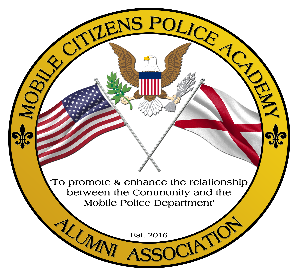 MOBILE CITIZENS POLICE ACADEMY
'To promote & enhance the relationship
between the Community and the
Mobile Police Department'
Est. 2016
ALUMNI ASSOCIATION